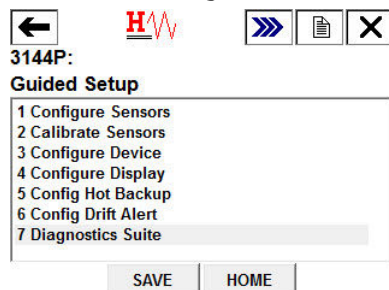 H
3144P:
Guided Setup
1 Configure Sensors
2 Calibrate Sensors
3 Configure Device
4 Configure Display
5 Config Hot Backup
6 Config Drift Alert
7 Diagnostics Suite
SAVE HOME